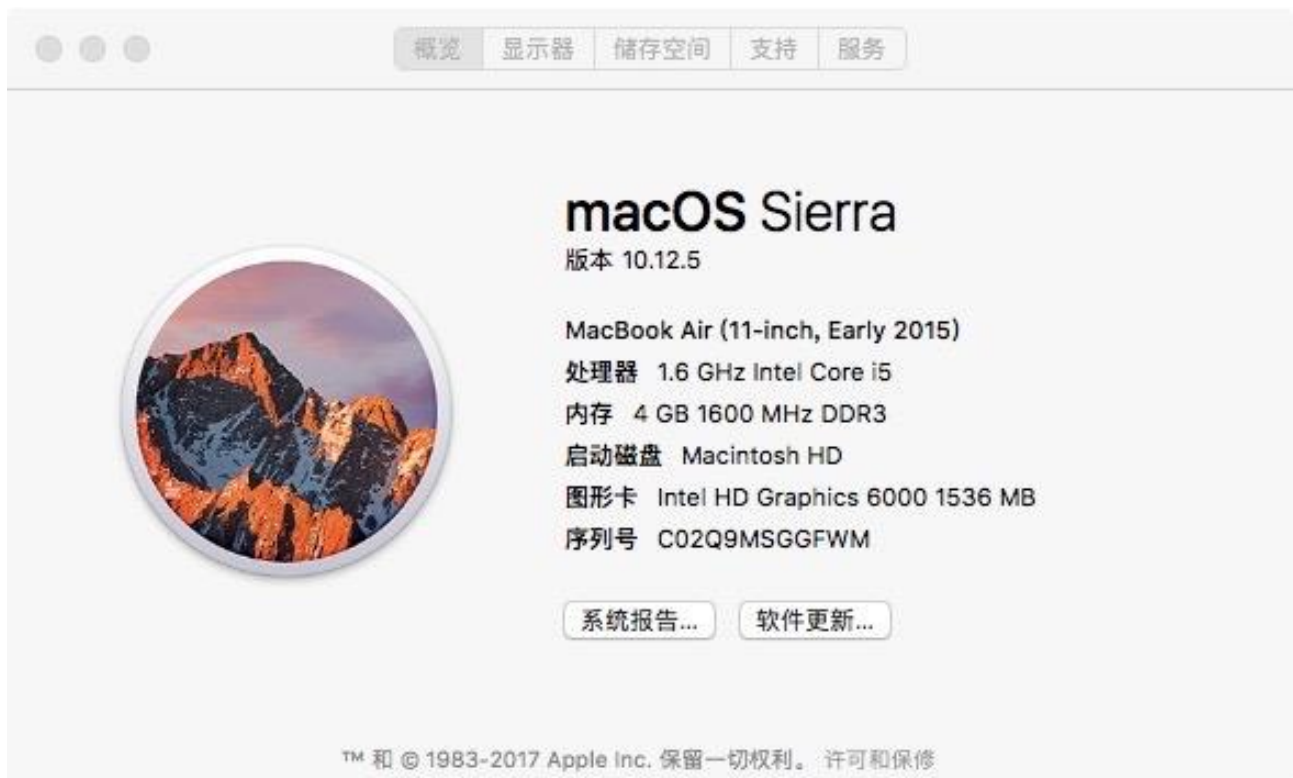 概览 显示器 储存空间 支持 服务
macOS Sierra
版本 10.12.5
MacBook Air (11-inch, Early 2015)
处理器 1.6 GHz Intel Core i5
内存 4 GB 1600 MHz DDR3
启动磁盘 Macintosh HD
图形卡 Intel HD Graphics 6000 1536 MB
序列号 C02Q9MSGGFWM
系统报告... 软件更新...
™ 和 © 1983-2017 Apple Inc. 保留一切权利。 许可和保修